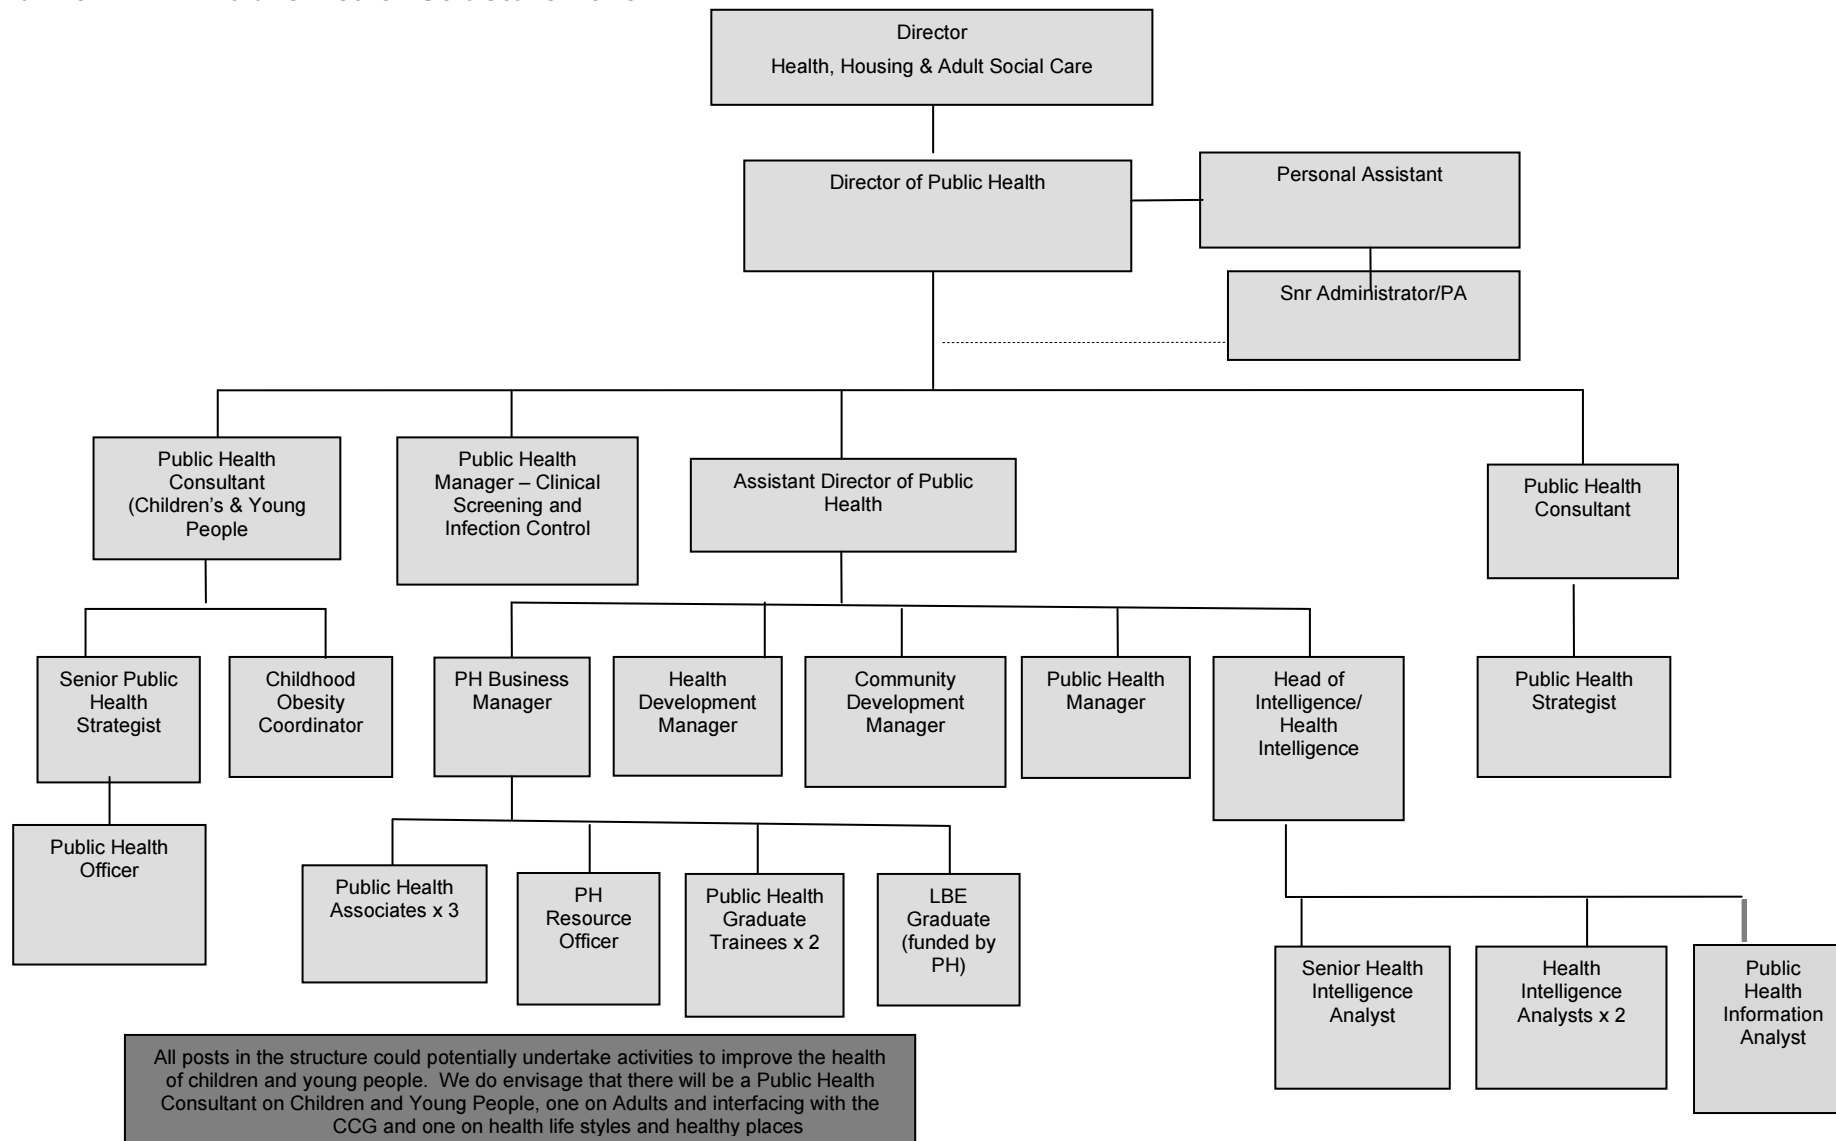 Director
Health, Housing & Adult Social Care
Director of Public Health
Personal Assistant
Snr Administrator/PA
Public Health
Consultant
(Children's & Young
People
Public Health
Manager – Clinical
Screening and
Infection Control
Assistant Director of Public
Health
Public Health
Consultant
Senior Public
Health
Strategist
Childhood
Obesity
Coordinator
PH Business
Manager
Health
Development
Manager
Community
Development
Manager
Public Health
Manager
Head of
Intelligence/
Health
Intelligence
Public Health
Strategist
Public Health
Officer
Public Health
Associates x 3
PH
Resource
Officer
Public Health
Graduate
Trainees x 2
LBE
Graduate
(funded by
PH)
Senior Health
Intelligence
Analyst
Health
Intelligence
Analysts x 2
Public
Health
Information
Analyst
All posts in the structure could potentially undertake activities to improve the health
of children and young people.  We do envisage that there will be a Public Health
Consultant on Children and Young People, one on Adults and interfacing with the
CCG and one on health life styles and healthy places